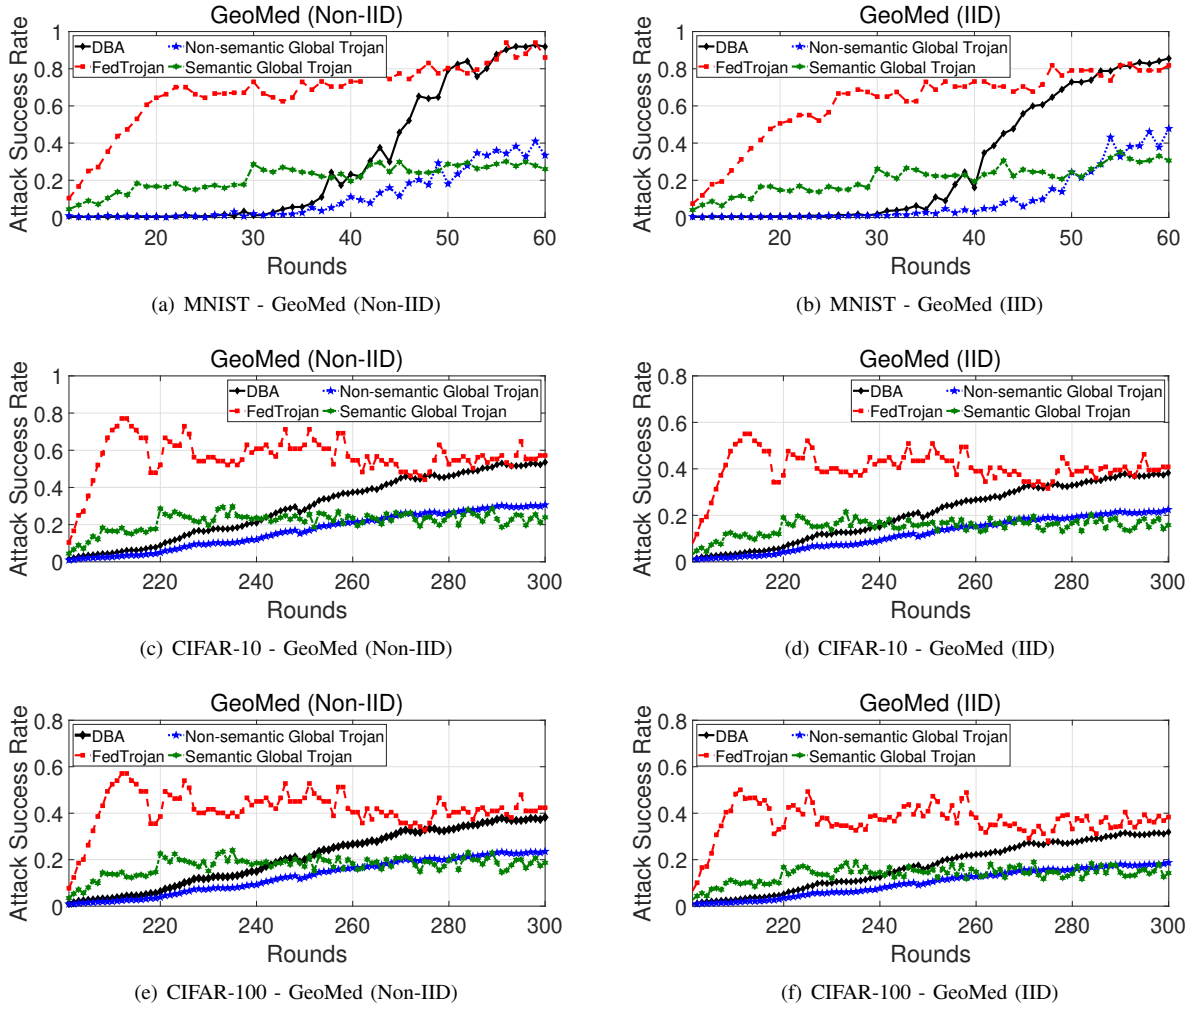 GeoMed (Non-IID)
Attack Success Rate
1
0.8
0.6
0.4
0.2
0
DBA
Non-semantic Global Trojan
FedTrojan
Semantic Global Trojan
20 30 40 50 60
Rounds
(a) MNIST - GeoMed (Non-IID)
GeoMed (IID)
Attack Success Rate
1
0.8
0.6
0.4
0.2
0
DBA
Non-semantic Global Trojan
FedTrojan
Semantic Global Trojan
20 30 40 50 60
Rounds
(b) MNIST - GeoMed (IID)
GeoMed (Non-IID)
Attack Success Rate
1
0.8
0.6
0.4
0.2
0
DBA
Non-semantic Global Trojan
FedTrojan
Semantic Global Trojan
220 240 260 280 300
Rounds
(c) CIFAR-10 - GeoMed (Non-IID)
GeoMed (IID)
Attack Success Rate
0.8
0.6
0.4
0.2
0
DBA
Non-semantic Global Trojan
FedTrojan
Semantic Global Trojan
220 240 260 280 300
Rounds
(d) CIFAR-10 - GeoMed (IID)
GeoMed (Non-IID)
Attack Success Rate
0.8
0.6
0.4
0.2
0
DBA
Non-semantic Global Trojan
FedTrojan
Semantic Global Trojan
220 240 260 280 300
Rounds
(e) CIFAR-100 - GeoMed (Non-IID)
GeoMed (IID)
Attack Success Rate
0.8
0.6
0.4
0.2
0
DBA
Non-semantic Global Trojan
FedTrojan
Semantic Global Trojan
220 240 260 280 300
Rounds
(f) CIFAR-100 - GeoMed (IID)